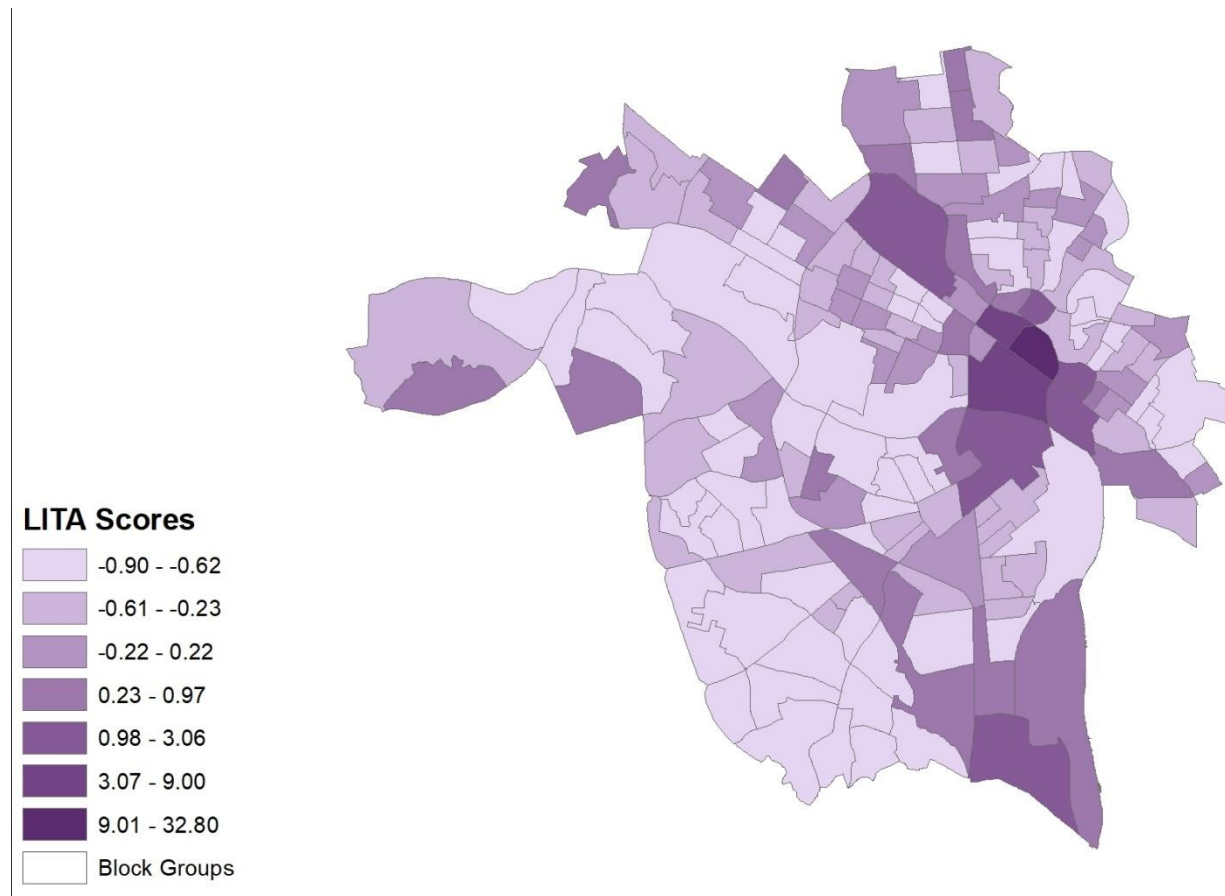 LITA Scores
-0.90 - -0.62
-0.61 - -0.23
-0.22 - 0.22
0.23 - 0.97
0.98 - 3.06
3.07 - 9.00
9.01 - 32.80
Block Groups